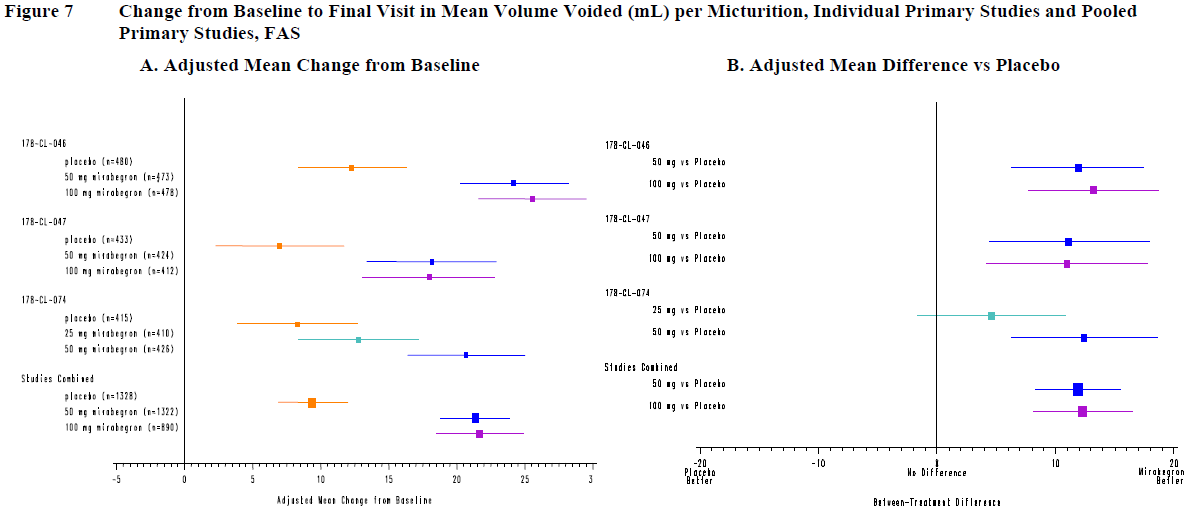 Figure 7 Change from Baseline to Final Visit in Mean Volume Voided (mL) per Micturition, Individual Primary Studies and Pooled
Primary Studies, FAS
A. Adjusted Mean Change from Baseline
178-CL-046
placebo (n=480)
50 mg mirabegron (n=473)
100 mg mirabegron (n=478)
178-CL-047
placebo (n=433)
50 mg mirabegron (n=424)
100 mg mirabegron (n=412)
178-CL-074
placebo (n=415)
25 mg mirabegron (n=410)
50 mg mirabegron (n=426)
Studies Combined
placebo (n=1328)
50 mg mirabegron (n=1322)
100 mg mirabegron (n=890)
-5 0 5 10 15 20 25 3
Adjusted Mean Change from Baseline
B. Adjusted Mean Difference vs Placebo
178-CL-046
50 mg vs Placebo
100 mg vs Placebo
178-CL-047
50 mg vs Placebo
100 mg vs Placebo
178-CL-074
25 mg vs Placebo
50 mg vs Placebo
Studies Combined
50 mg vs Placebo
100 mg vs Placebo
-20 -10 0 10 20
Placebo Better No Difference Mirabegron Better
Between-Treatment Difference